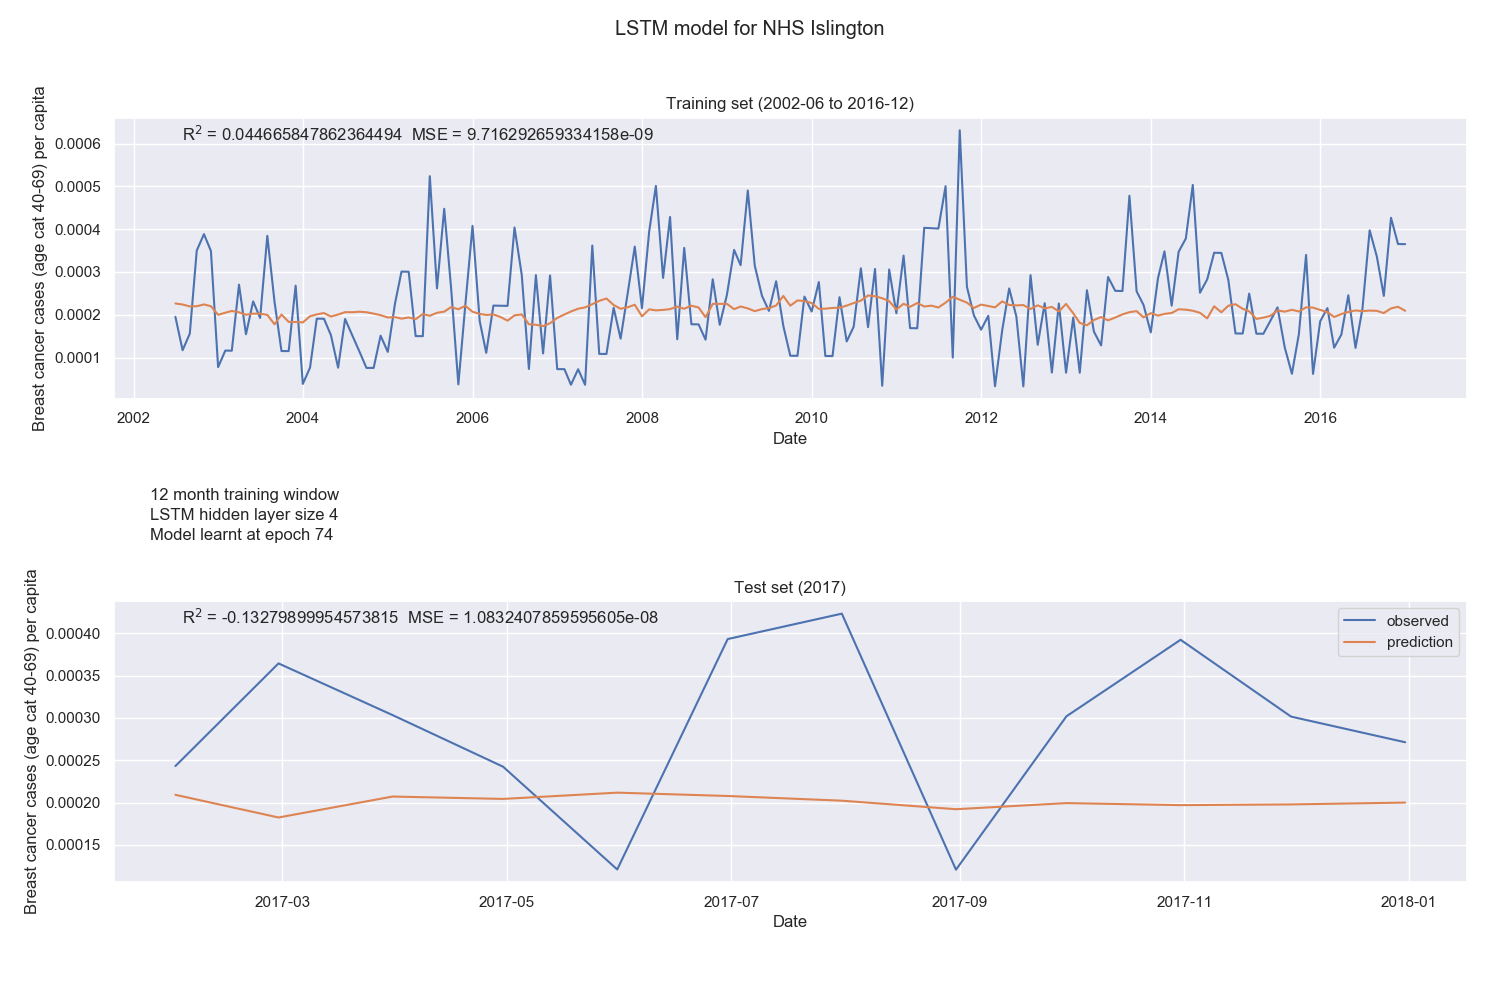 LSTM model for NHS Islington
Training set (2002-06 to 2016-12)
R² = 0.044665847862364494 MSE = 9.716292659334158e-09
Breast cancer cases (age cat 40-69) per capita
0.0006
0.0005
0.0004
0.0003
0.0002
0.0001
2002 2004 2006 2008 2010 2012 2014 2016
Date
12 month training window
LSTM hidden layer size 4
Model learnt at epoch 74
Test set (2017)
R² = -0.13279899954573815 MSE = 1.0832407859595605e-08
observed
prediction
Breast cancer cases (age cat 40-69) per capita
0.00040
0.00035
0.00030
0.00025
0.00020
0.00015
2017-03 2017-05 2017-07 2017-09 2017-11 2018-01
Date